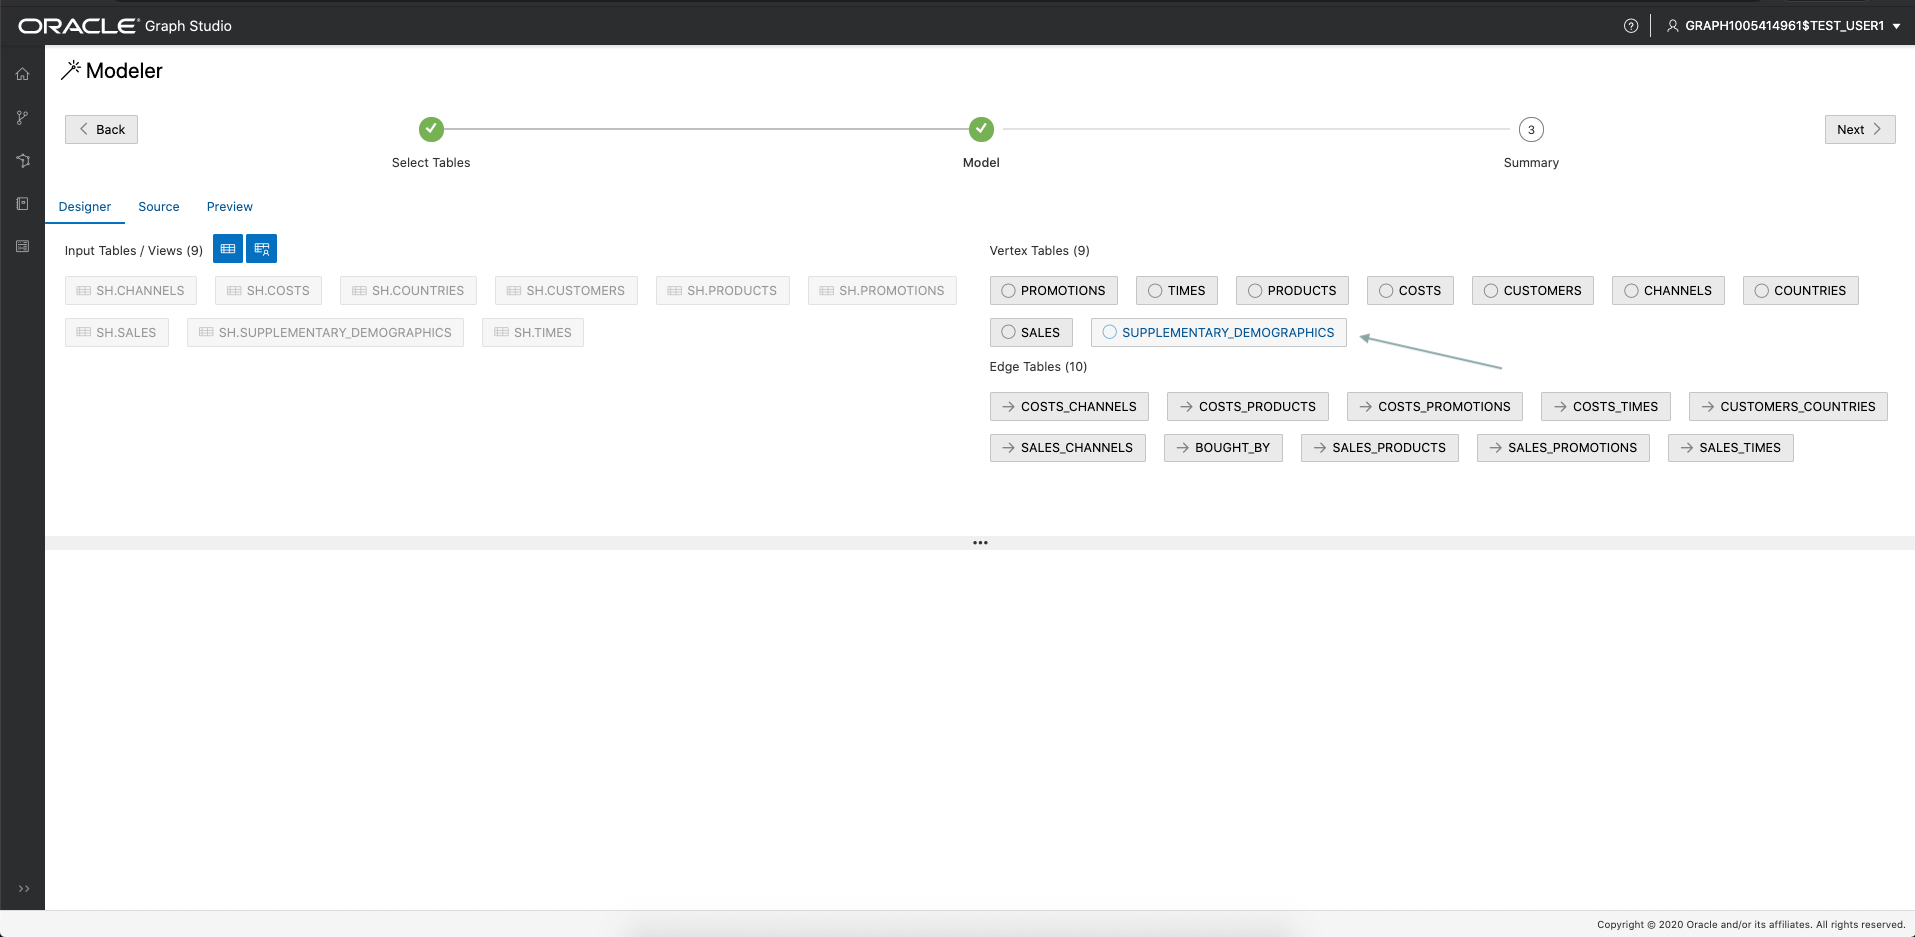 ORACLE® Graph Studio
GRAPH1005414961$TEST_USER1
Modeler
Back
Next
3
Select Tables
Model
Summary
Designer Source Preview
Input Tables / Views (9)
SH.CHANNELS SH.COSTS SH.COUNTRIES SH.CUSTOMERS SH.PRODUCTS SH.PROMOTIONS
SH.SALES SH.SUPPLEMENTARY_DEMOGRAPHICS SH.TIMES
Vertex Tables (9)
PROMOTIONS TIMES PRODUCTS COSTS CUSTOMERS CHANNELS COUNTRIES
SALES SUPPLEMENTARY_DEMOGRAPHICS
Edge Tables (10)
COSTS_CHANNELS COSTS_PRODUCTS COSTS_PROMOTIONS COSTS_TIMES CUSTOMERS_COUNTRIES
SALES_CHANNELS BOUGHT_BY SALES_PRODUCTS SALES_PROMOTIONS SALES_TIMES
Copyright © 2020 Oracle and/or its affiliates. All rights reserved.